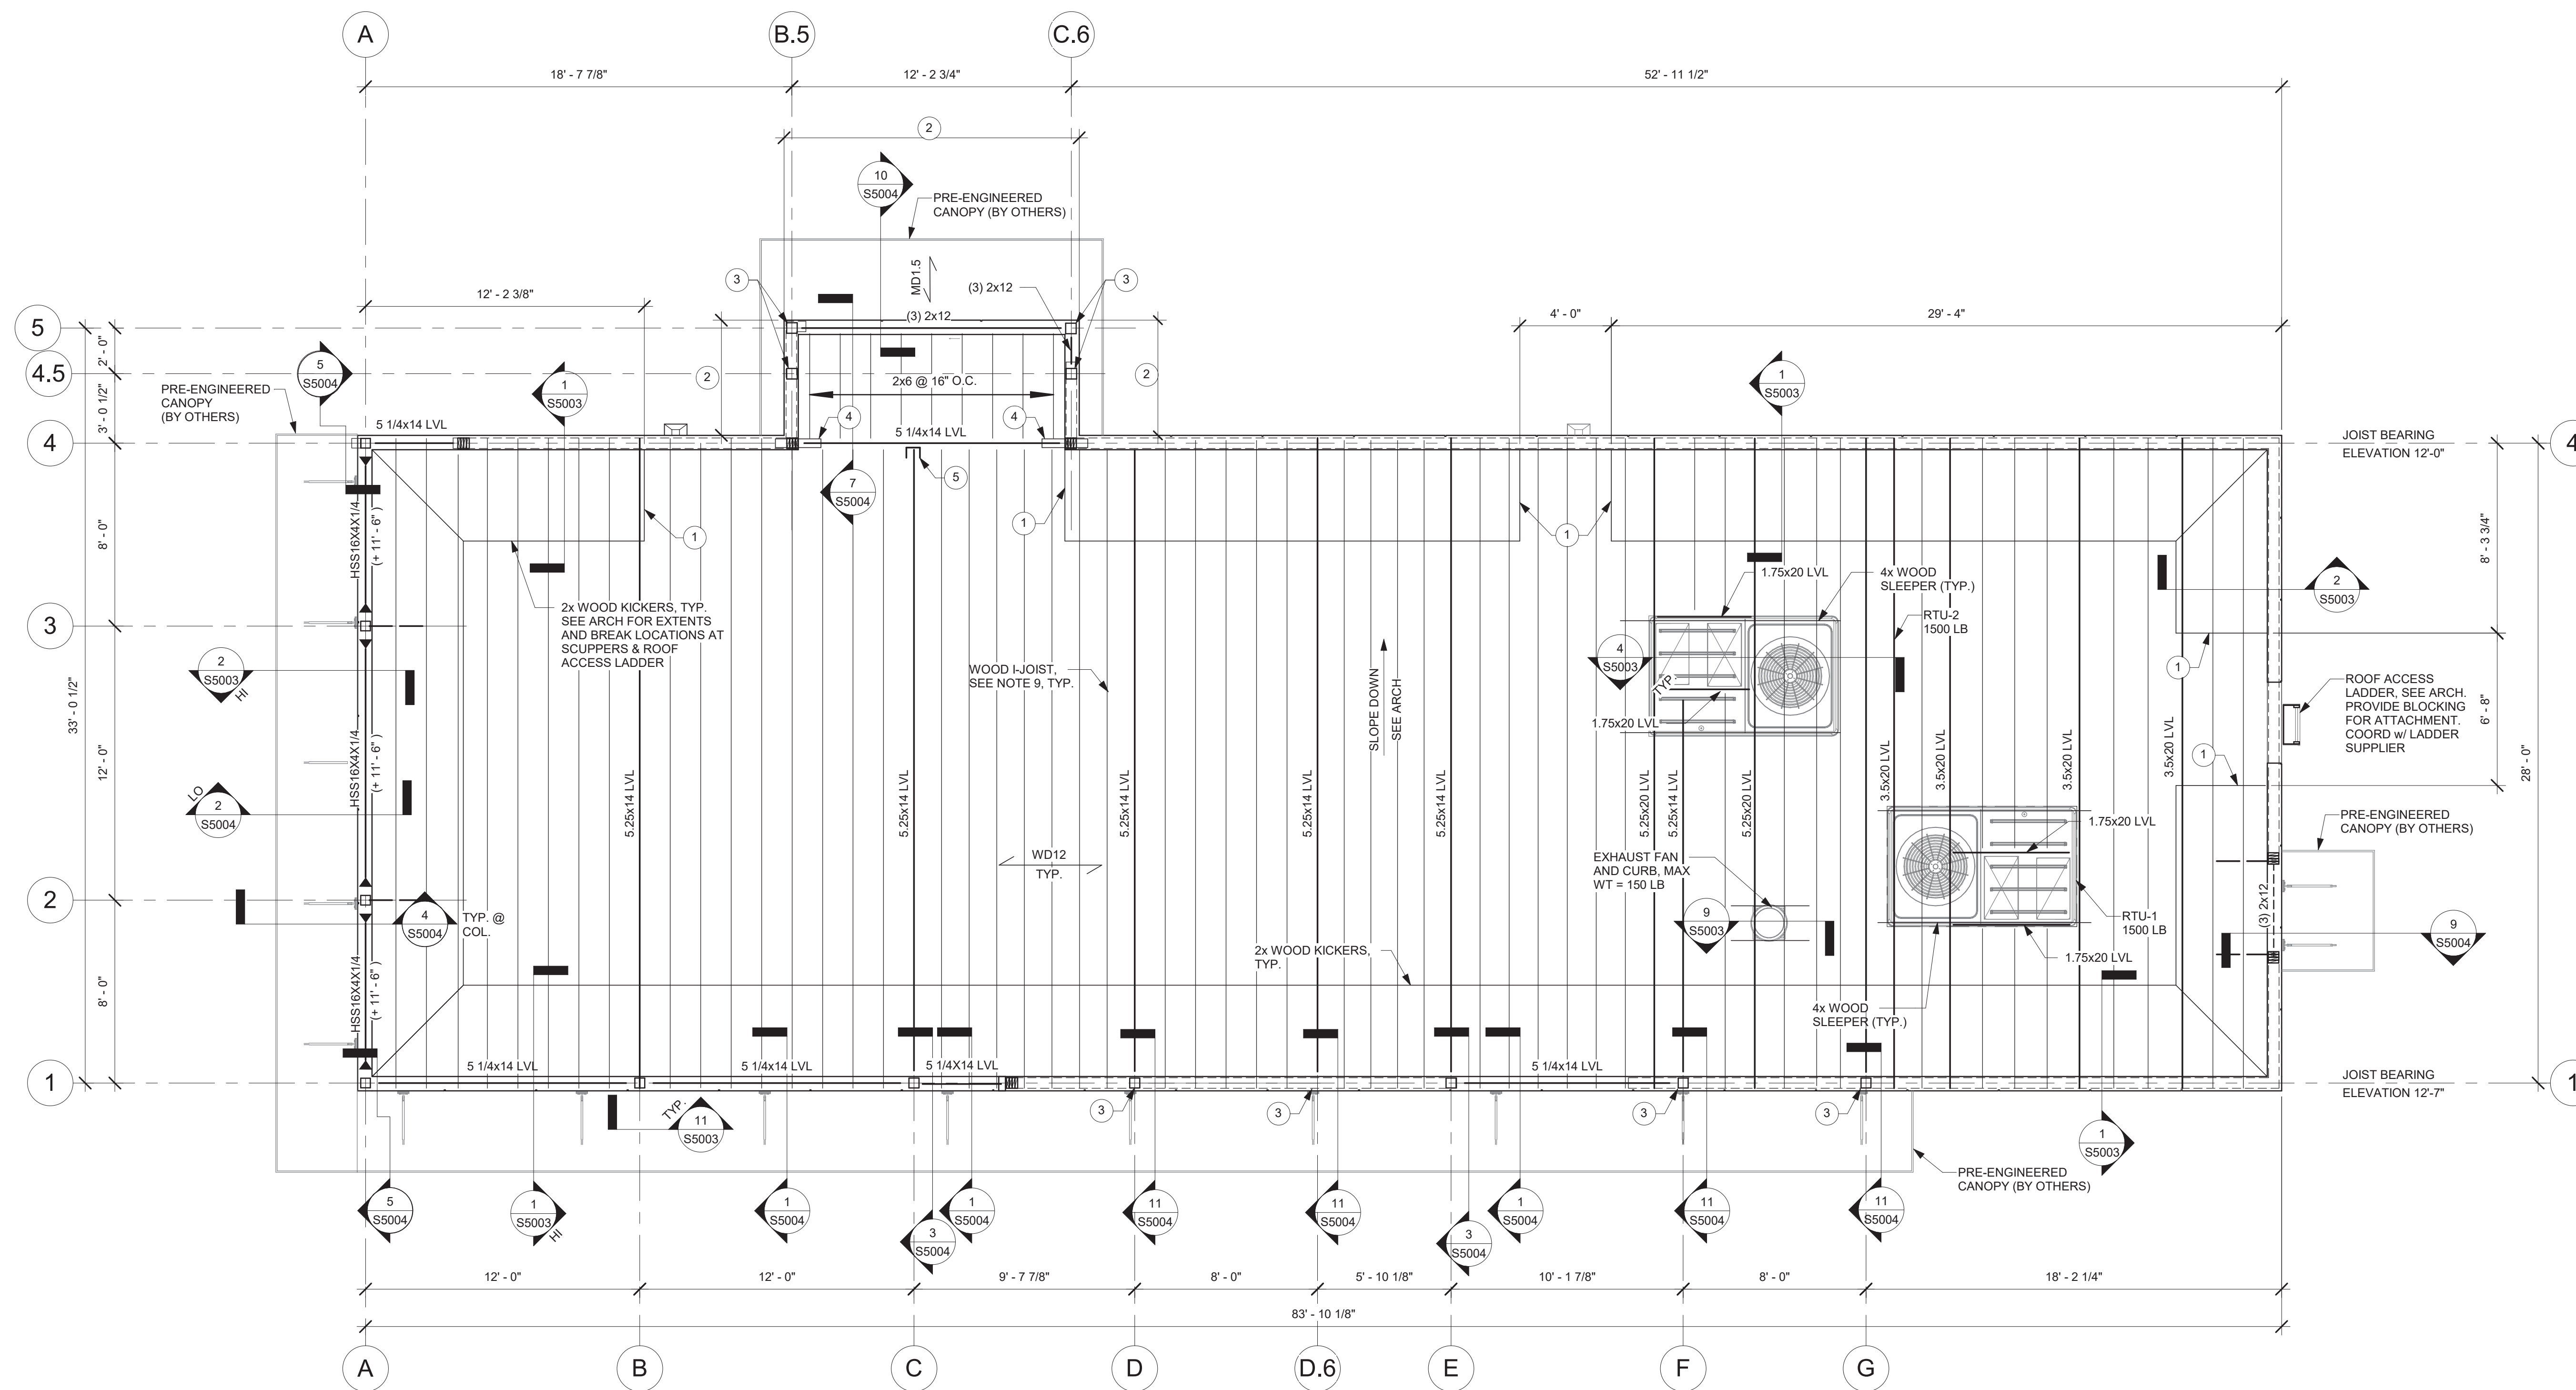 A
B.5
C.6
18' - 7 7/8"
12' - 2 3/4"
52' - 11 1/2"
2
10
S5004
PRE-ENGINEERED
CANOPY (BY OTHERS)
MD1.5
3
(3) 2x12
3
12' - 2 3/8"
(3) 2x12
4' - 0"
29' - 4"
5
2' - 0"
4.5
3' - 0 1/2"
5
S5004
1
S5003
2
2x6 @ 16" O.C.
2
1
S5003
PRE-ENGINEERED
CANOPY
(BY OTHERS)
5 1/4x14 LVL
4
4
5 1/4x14 LVL
4
JOIST BEARING
ELEVATION 12'-0"
4
5
7
S5004
1
1
1
8' - 0"
HSS16X4X1/4
(+ 11' - 6" )
8' - 3 3/4"
1.75x20 LVL
4x WOOD
SLEEPER (TYP.)
2
S5003
3
2x WOOD KICKERS, TYP.
SEE ARCH FOR EXTENTS
AND BREAK LOCATIONS AT
SCUPPERS & ROOF
ACCESS LADDER
RTU-2
1500 LB
4
S5003
TYP.
2
S5003
HI
WOOD I-JOIST,
SEE NOTE 9, TYP.
SLOPE DOWN
SEE ARCH
1.75x20 LVL
1
ROOF ACCESS
LADDER, SEE ARCH.
PROVIDE BLOCKING
FOR ATTACHMENT.
COORD w/ LADDER
SUPPLIER
6' - 8"
33' - 0 1/2"
12' - 0"
HSS16X4X1/4
(+ 11' - 6" )
28' - 0"
1
LO
2
S5004
5.25x14 LVL
5.25x14 LVL
5.25x14 LVL
5.25x14 LVL
5.25x14 LVL
5.25x20 LVL
5.25x14 LVL
5.25x20 LVL
3.5x20 LVL
3.5x20 LVL
3.5x20 LVL
3.5x20 LVL
1.75x20 LVL
PRE-ENGINEERED
CANOPY (BY OTHERS)
WD12
TYP.
EXHAUST FAN
AND CURB, MAX
WT = 150 LB
2
4
S5004
TYP. @
COL.
9
S5003
RTU-1
1500 LB
(3) 2x12
9
S5004
2x WOOD KICKERS,
TYP.
1.75x20 LVL
8' - 0"
HSS16X4X1/4
(+ 11' - 6" )
4x WOOD
SLEEPER (TYP.)
5 1/4x14 LVL
5 1/4x14 LVL
5 1/4X14 LVL
5 1/4x14 LVL
1
JOIST BEARING
ELEVATION 12'-7"
1
3
3
3
3
TYP.
11
S5003
1
S5003
PRE-ENGINEERED
CANOPY (BY OTHERS)
5
S5004
1
S5003
HI
1
S5004
3
S5004
1
S5004
11
S5004
11
S5004
3
S5004
1
S5004
11
S5004
11
S5004
12' - 0"
12' - 0"
9' - 7 7/8"
8' - 0"
5' - 10 1/8"
10' - 1 7/8"
8' - 0"
18' - 2 1/4"
83' - 10 1/8"
A
B
C
D
D.6
E
F
G